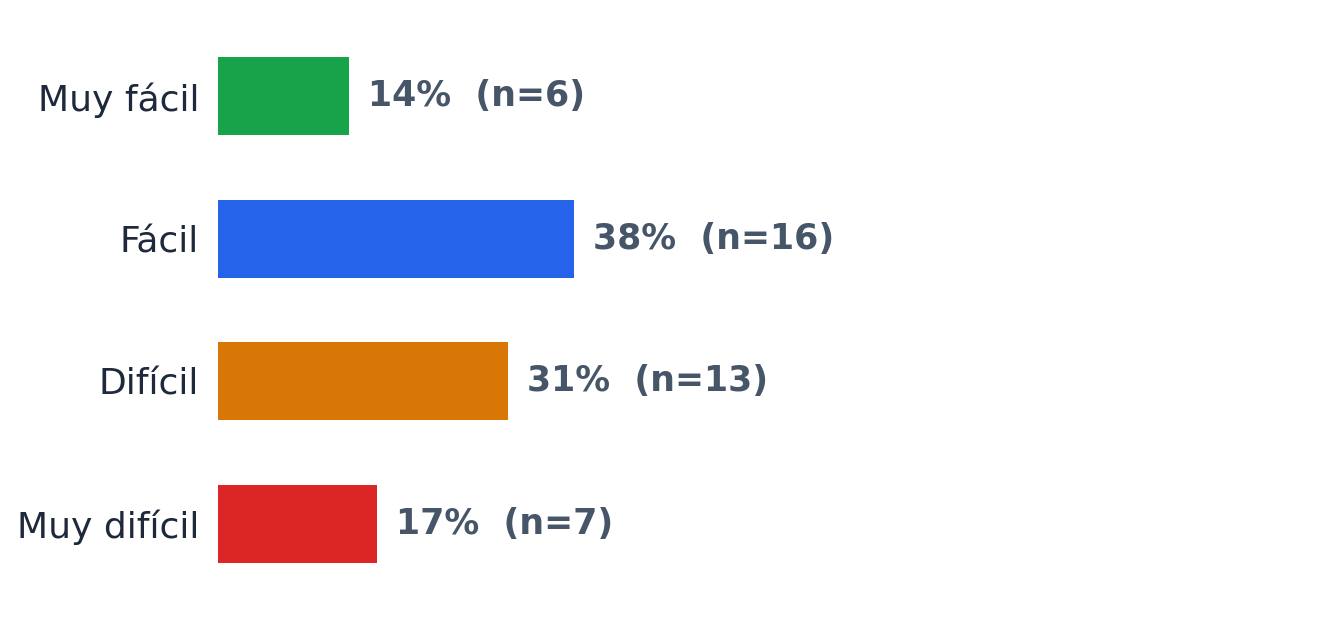 Muy fácil 14% (n=6)
Fácil 38% (n=16)
Difícil 31% (n=13)
Muy difícil 17% (n=7)